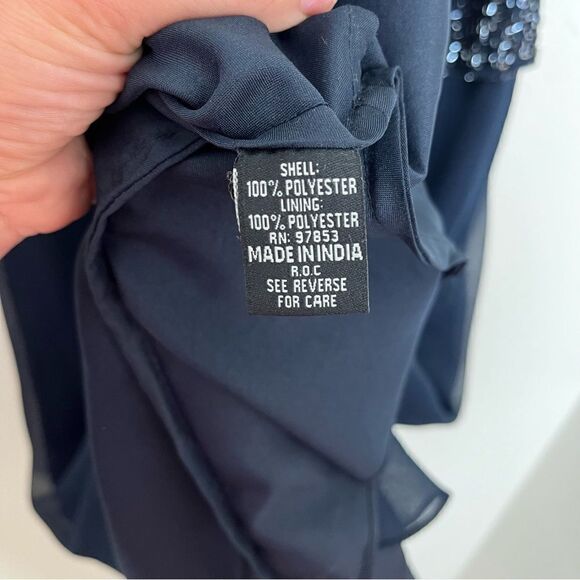 SHELL:
100% POLYESTER
LINING:
100% POLYESTER
RN: 97853
MADE IN INDIA
R.O.C
SEE REVERSE
FOR CARE